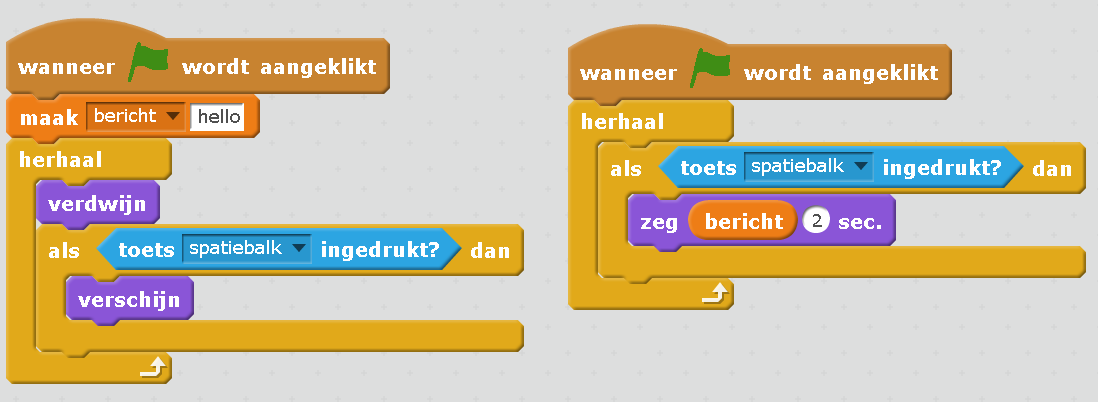 wanneer wordt aangeklikt
maak bericht hello
herhaal
verdwijn
als toets spatiebalk ingedrukt? dan
verschijn
wanneer wordt aangeklikt
herhaal
als toets spatiebalk ingedrukt? dan
zeg bericht 2 sec.